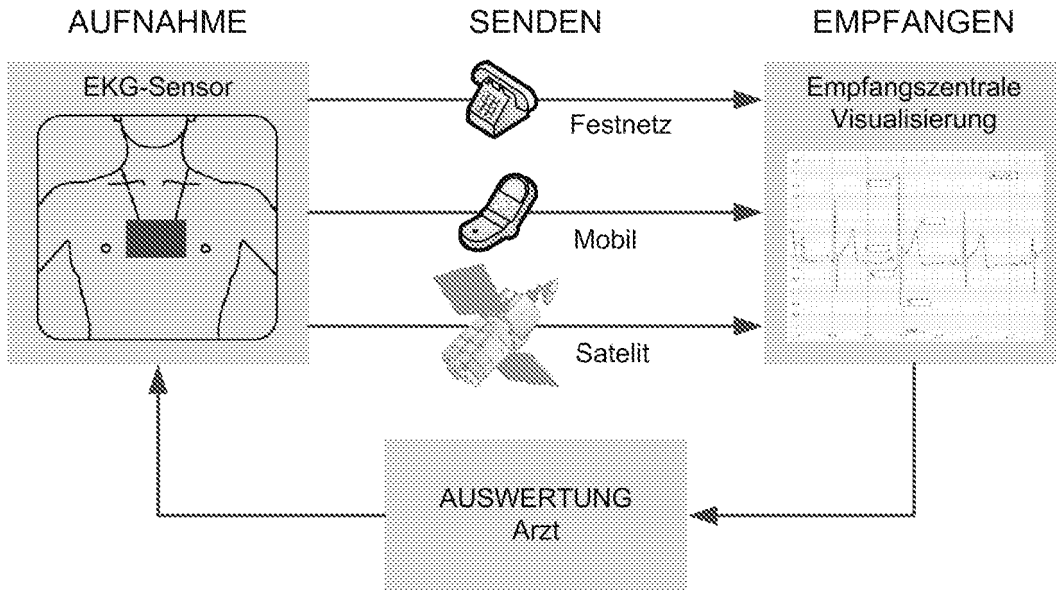 AUFNAHME
SENDEN
EMPFANGEN
EKG-Sensor
Festnetz
Mobil
Satelit
Empfangszentrale
Visualisierung
AUSWERTUNG
Arzt